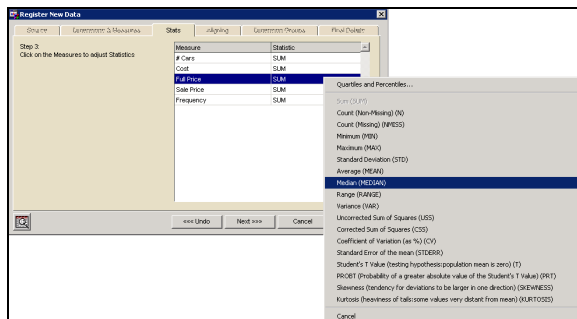 Register New Data
Source
Stats
Final Details
Step 3:
Click on the Measures to adjust Statistics
Measure Statistic
# Cars SUM
Cost SUM
Full Price SUM
Sale Price SUM
Frequency SUM
<<< Undo
Next >>>
Cancel
Quartiles and Percentiles...
Sum (SUM)
Count (Non-Missing) (N)
Count (Missing) (NMISS)
Minimum (MIN)
Maximum (MAX)
Standard Deviation (STD)
Average (MEAN)
Median (MEDIAN)
Range (RANGE)
Variance (VAR)
Uncorrected Sum of Squares (USS)
Corrected Sum of Squares (CSS)
Coefficient of Variation (as %) (CV)
Standard Error of the mean (STDERR)
Student's T Value (testing hypothesis:population mean is zero) (T)
PROBT (Probability of a greater absolute value of the Student's T Value) (PRT)
Skewness (tendency for deviations to be larger in one direction) (SKEWNESS)
Kurtosis (heaviness of tails:some values very distant from mean) (KURTOSIS)
Cancel